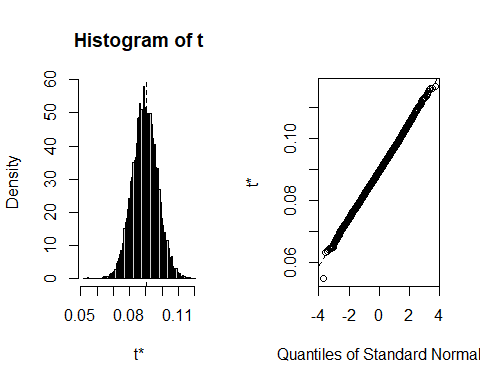 Histogram of t
Density
0 10 20 30 40 50 60
0.05 0.08 0.11
t*
t*
0.06 0.08 0.10
-4 -2 0 2 4
Quantiles of Standard Normal